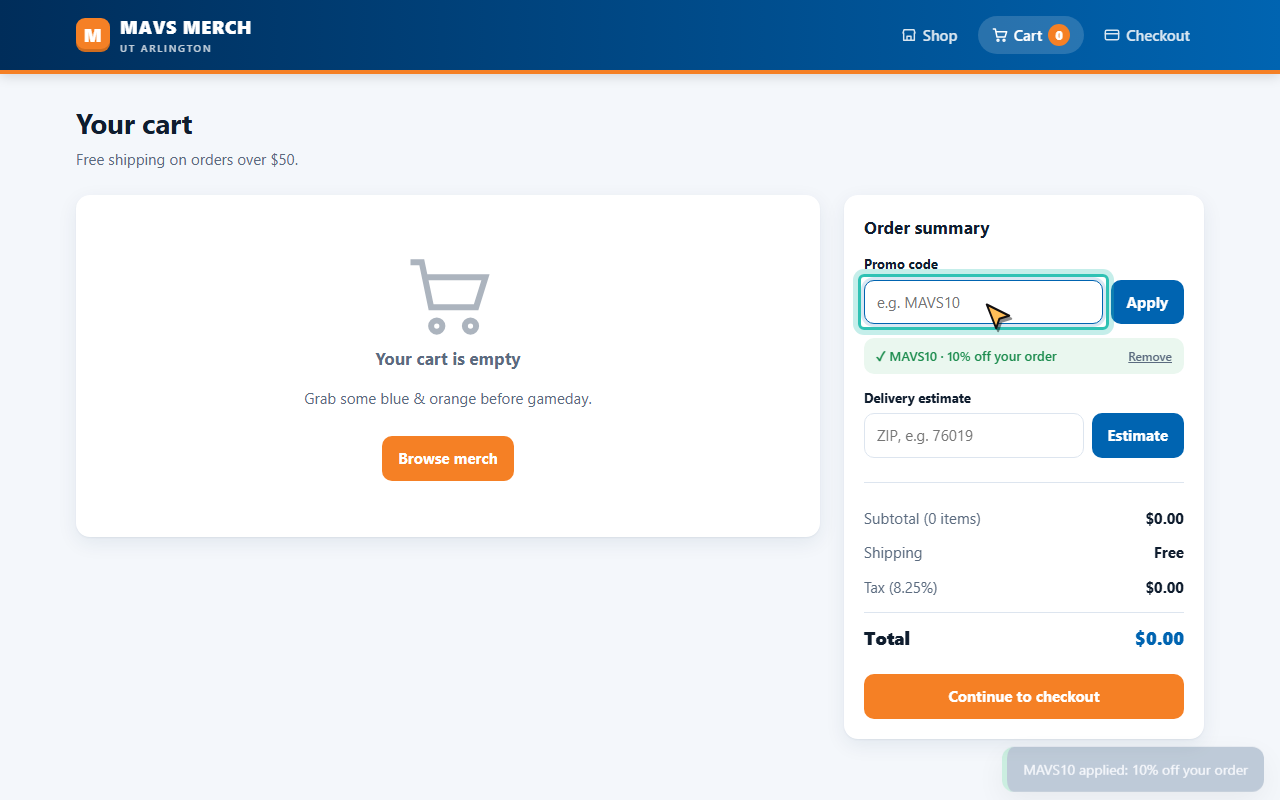 M
MAVS MERCH
UT ARLINGTON
Shop
Cart 0
Checkout
Your cart
Free shipping on orders over $50.
Your cart is empty
Grab some blue & orange before gameday.
Browse merch
Order summary
Promo code
e.g. MAVS10
Apply
✓ MAVS10 · 10% off your order
Remove
Delivery estimate
ZIP, e.g. 76019
Estimate
Subtotal (0 items) $0.00
Shipping Free
Tax (8.25%) $0.00
Total $0.00
Continue to checkout
MAVS10 applied: 10% off your order